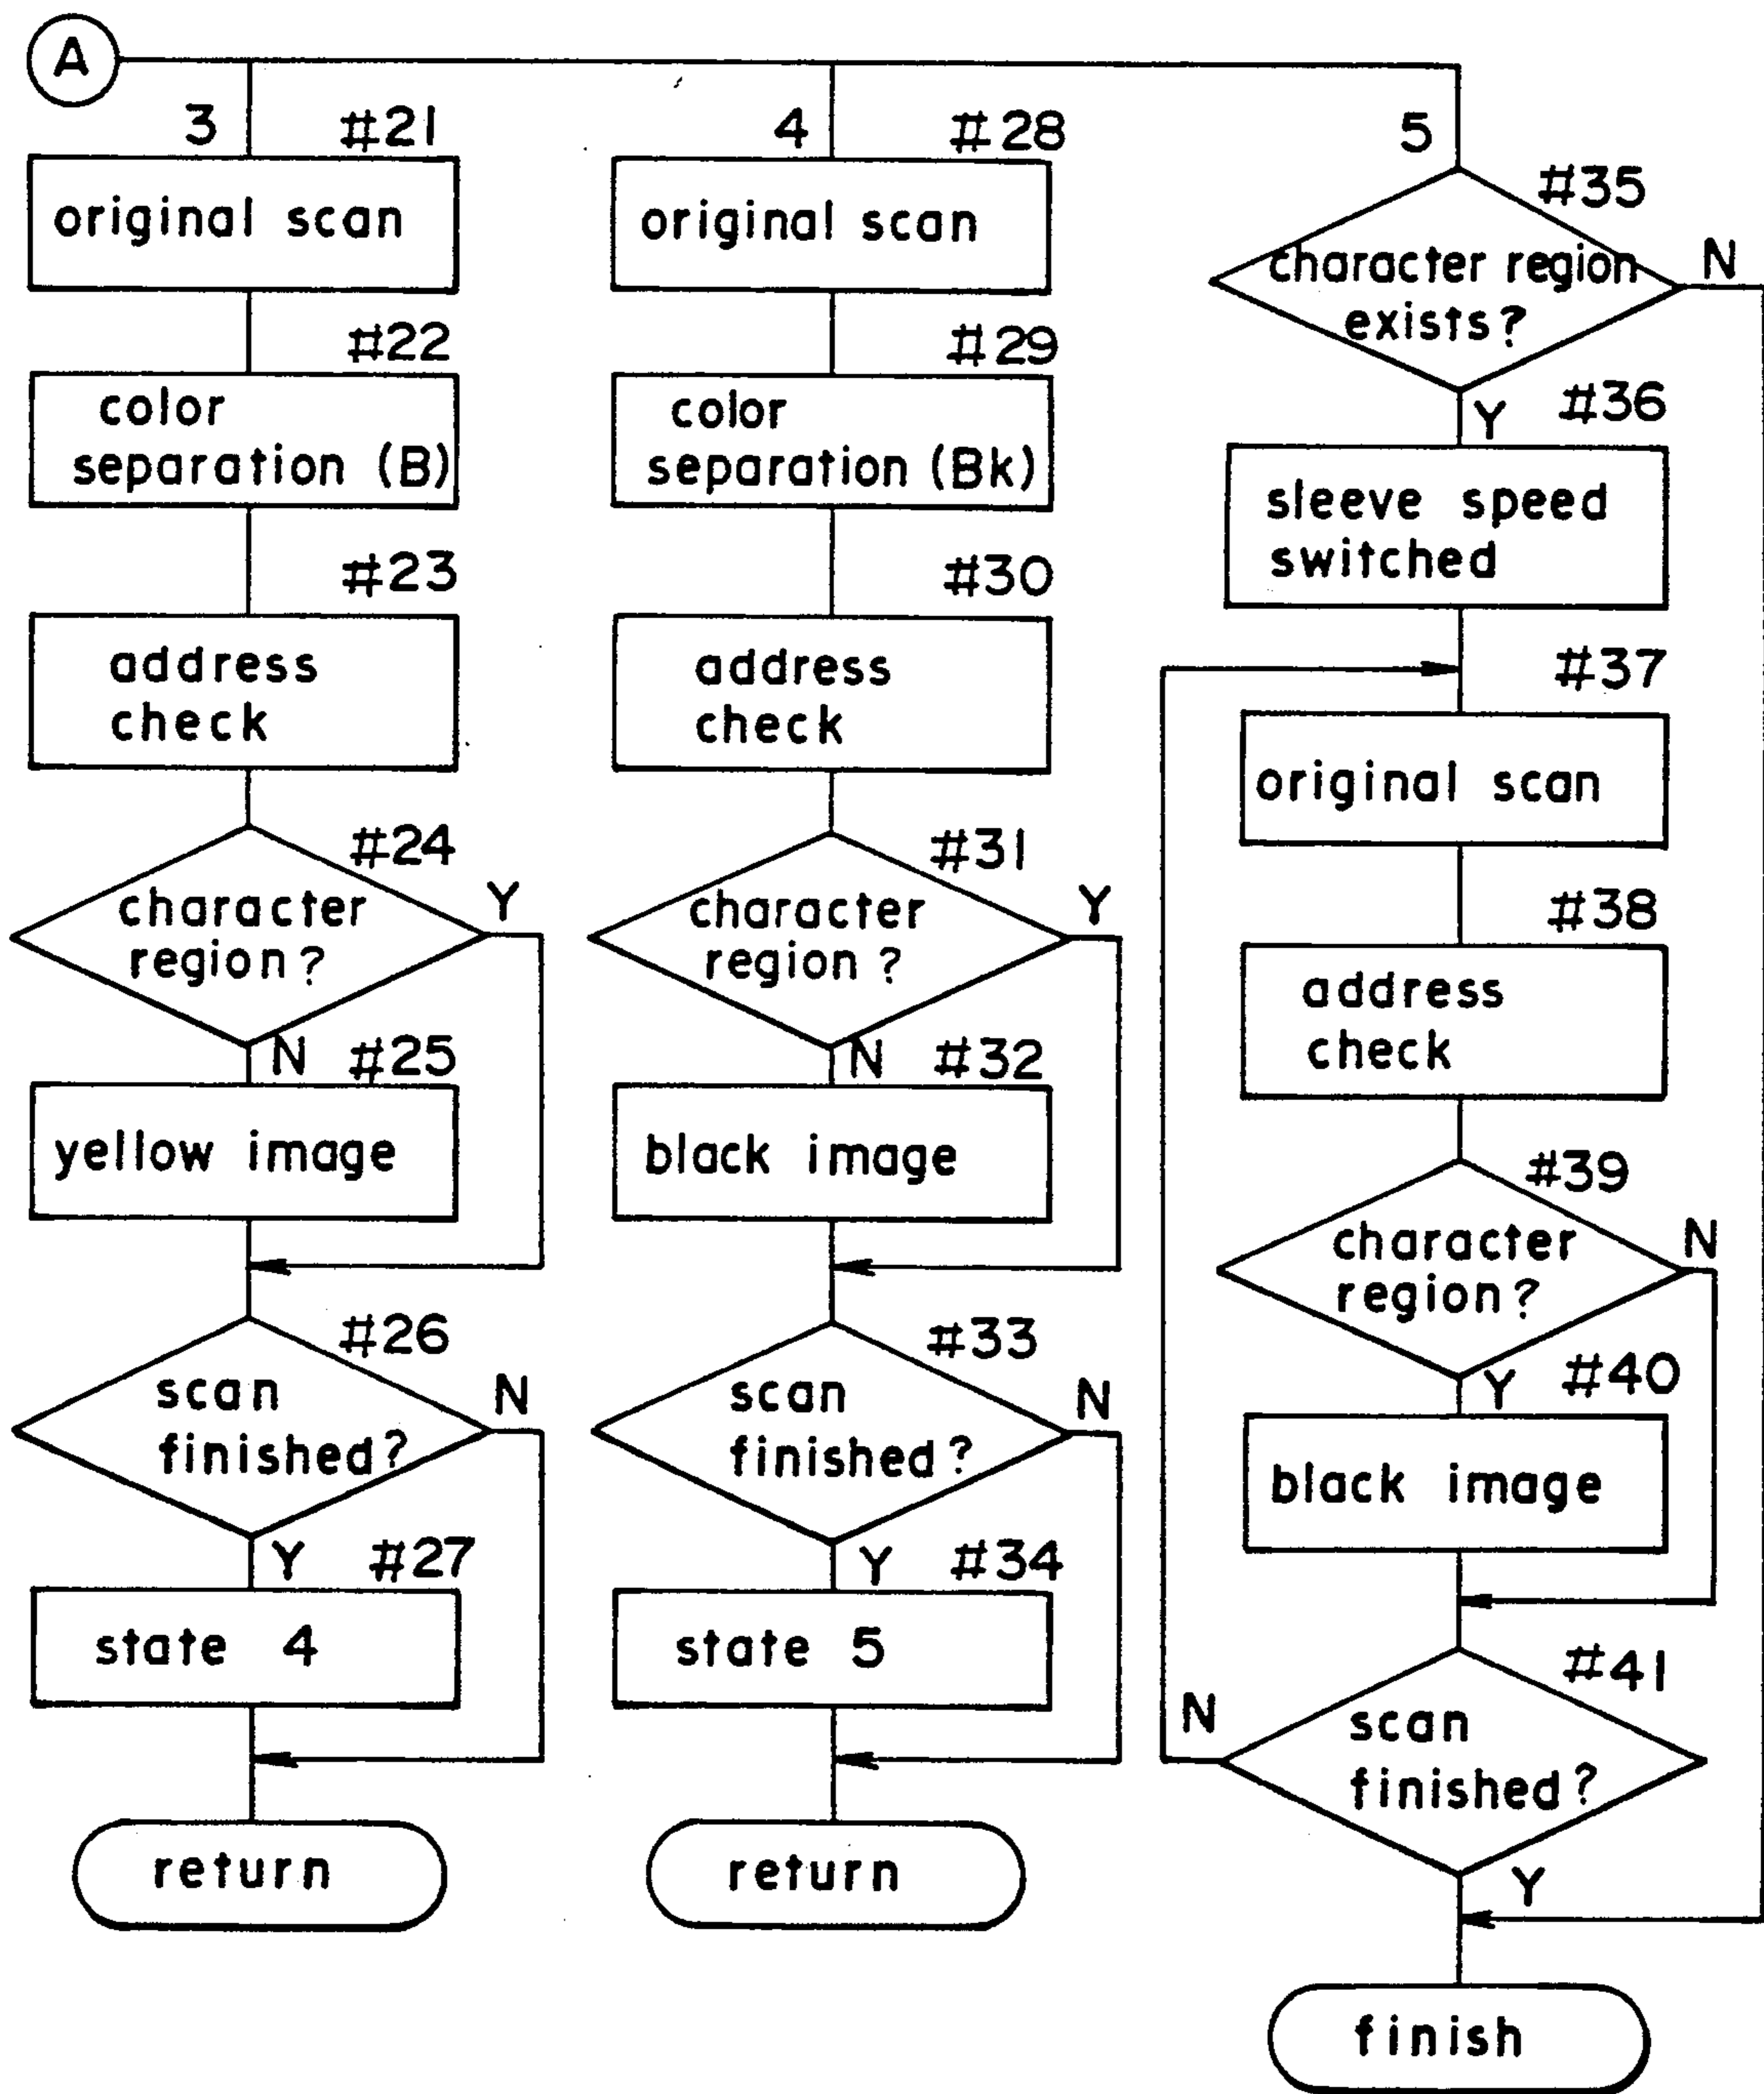 A
3
#21
original scan
#22
color
separation (B)
#23
address
check
#24
character
region?
Y
N
#25
yellow image
#26
scan
finished?
N
Y
#27
state 4
return
4
#28
original scan
#29
color
separation (Bk)
#30
address
check
#31
character
region?
Y
N
#32
black image
#33
scan
finished?
N
Y
#34
state 5
return
5
#35
character region
exists?
N
Y
#36
sleeve speed
switched
#37
original scan
#38
address
check
#39
character
region?
N
Y
#40
black image
#41
scan
finished?
N
Y
finish